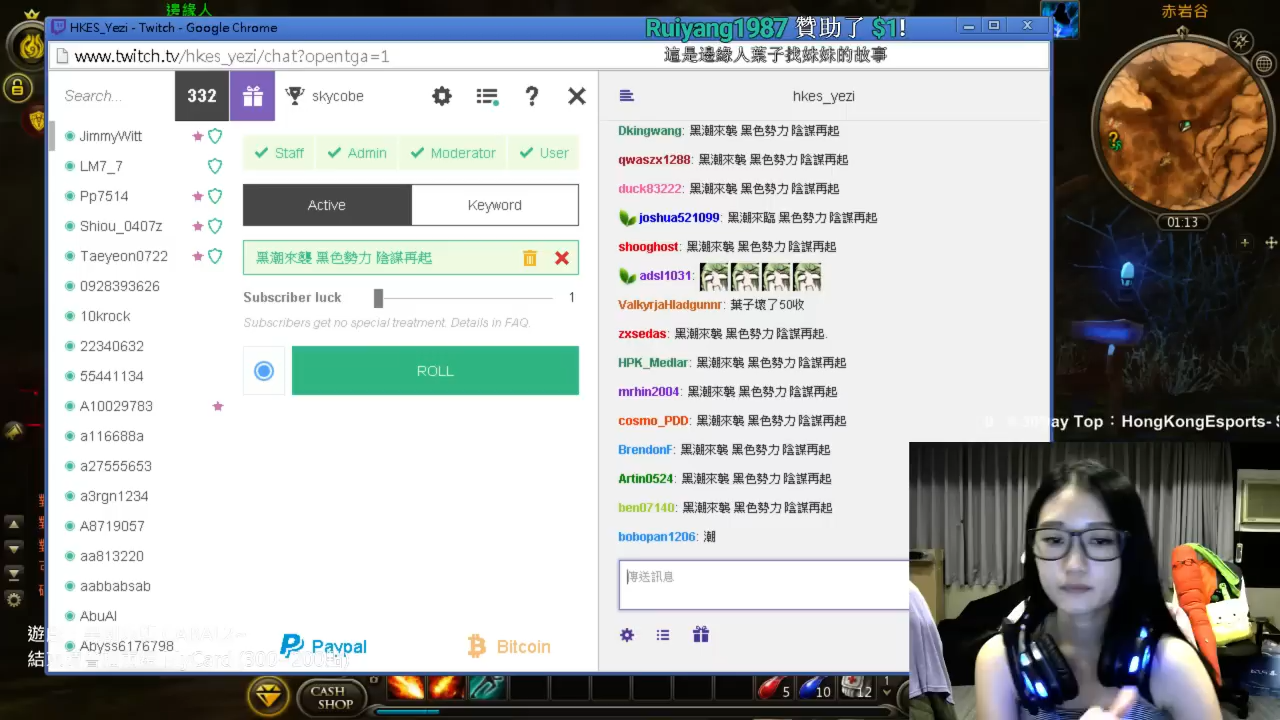 邊緣人
HKES_Yezi - Twitch - Google Chrome
Ruiyang1987 贊助了 $1!
赤岩谷
www.twitch.tv/hkes_yezi/chat?opentga=1
這是邊緣人葉子找妹妹的故事
Search...
332
skycobe
hkes_yezi
JimmyWitt
LM7_7
Pp7514
Shiou_0407z
Taeyeon0722
0928393626
10krock
22340632
55441134
A10029783
a116688a
a27555653
a3rgn1234
A8719057
aa813220
aabbabsab
AbuAl
Abyss6176798
Staff
Admin
Moderator
User
Active
Keyword
黑潮來襲 黑色勢力 陰謀再起
Subscriber luck
1
Subscribers get no special treatment. Details in FAQ.
ROLL
Paypal
Bitcoin
Dkingwang: 黑潮來襲 黑色勢力 陰謀再起
qwaszx1288: 黑潮來襲 黑色勢力 陰謀再起
duck83222: 黑潮來襲 黑色勢力 陰謀再起
joshua521099: 黑潮來臨 黑色勢力 陰謀再起
shooghost: 黑潮來襲 黑色勢力 陰謀再起
adsl1031:
ValkyrjaHladgunnr: 葉子壞了50收
zxsedas: 黑潮來襲 黑色勢力 陰謀再起.
HPK_Medlar: 黑潮來襲 黑色勢力 陰謀再起
mrhin2004: 黑潮來襲 黑色勢力 陰謀再起
cosmo_PDD: 黑潮來襲 黑色勢力 陰謀再起
BrendonF: 黑潮來襲 黑色勢力 陰謀再起
Artin0524: 黑潮來襲 黑色勢力 陰謀再起
ben07140: 黑潮來襲 黑色勢力 陰謀再起
bobopan1206: 潮
傳送訊息
01:13
Top：HongKongEsports-
CASH
SHOP
5
10
12
1